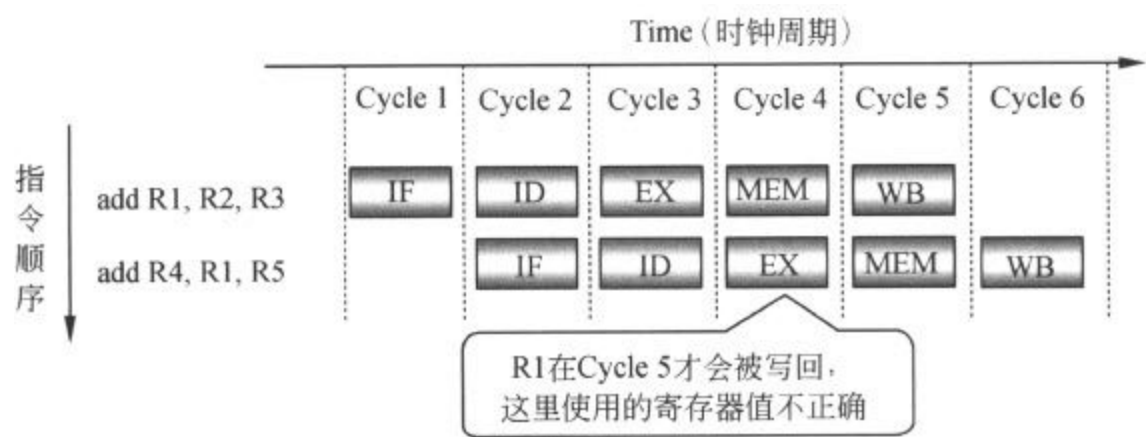 Time（时钟周期）
Cycle 1 Cycle 2 Cycle 3 Cycle 4 Cycle 5 Cycle 6
指令顺序
add R1, R2, R3 IF ID EX MEM WB
add R4, R1, R5 IF ID EX MEM WB
R1在Cycle 5才会被写回，
这里使用的寄存器值不正确